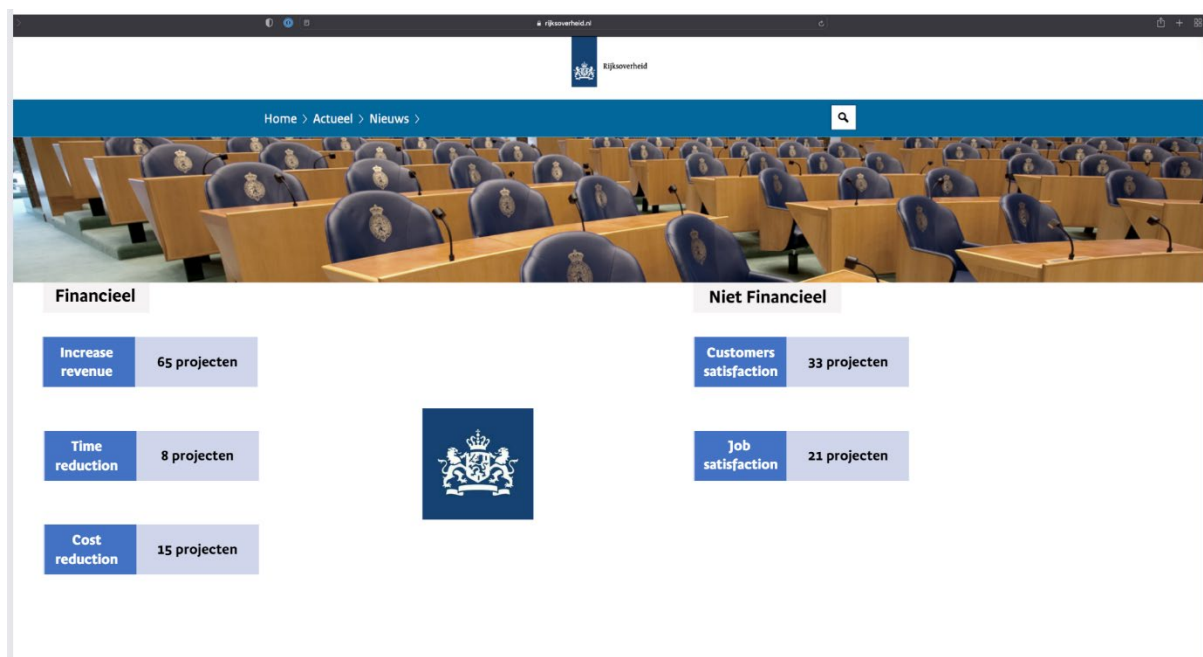 rijksoverheid.nl
Rijksoverheid
Home > Actueel > Nieuws >
Financieel
Niet Financieel
Increase
revenue
65 projecten
Customers
satisfaction
33 projecten
Time
reduction
8 projecten
Job
satisfaction
21 projecten
Cost
reduction
15 projecten